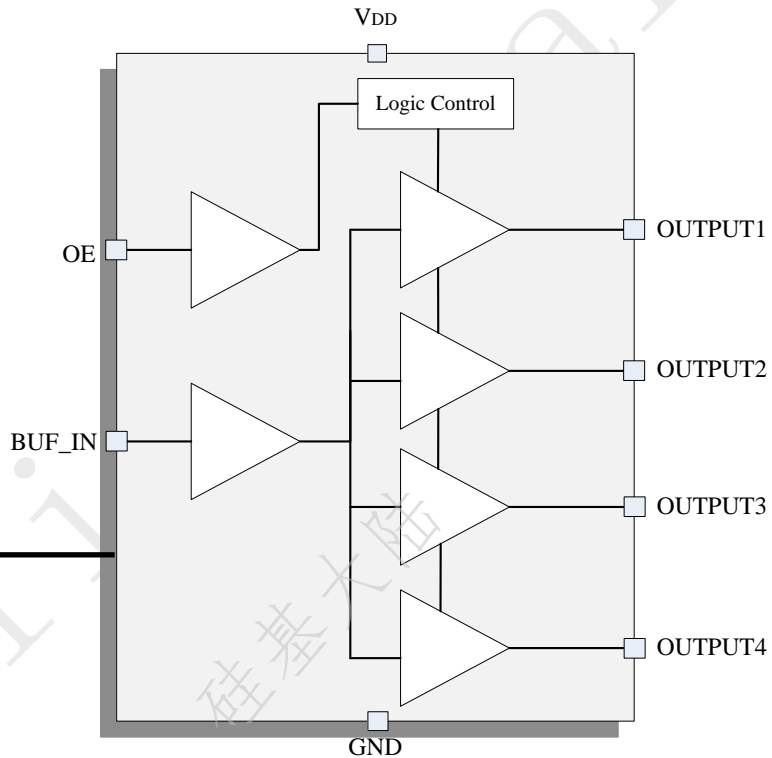 VDD
Logic Control
OE
OUTPUT1
OUTPUT2
BUF_IN
OUTPUT3
OUTPUT4
硅基大陆
GND